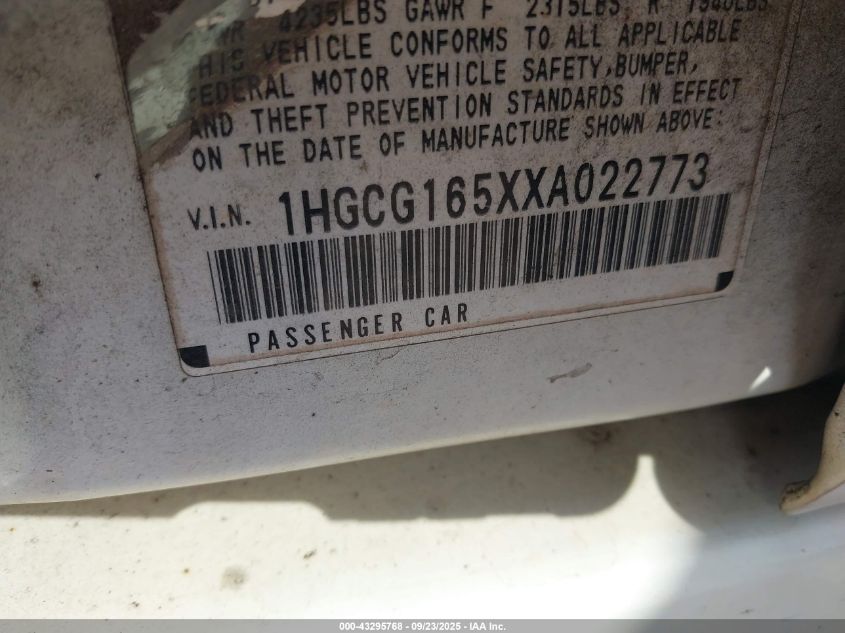 4235LBS GAWR F 2315LBS R 1940LBS
THIS VEHICLE CONFORMS TO ALL APPLICABLE
FEDERAL MOTOR VEHICLE SAFETY,BUMPER,
AND THEFT PREVENTION STANDARDS IN EFFECT
ON THE DATE OF MANUFACTURE SHOWN ABOVE:
V.I.N. 1HGCG165XXA022773
PASSENGER CAR
000-43295768 - 09/23/2025 - IAA Inc.